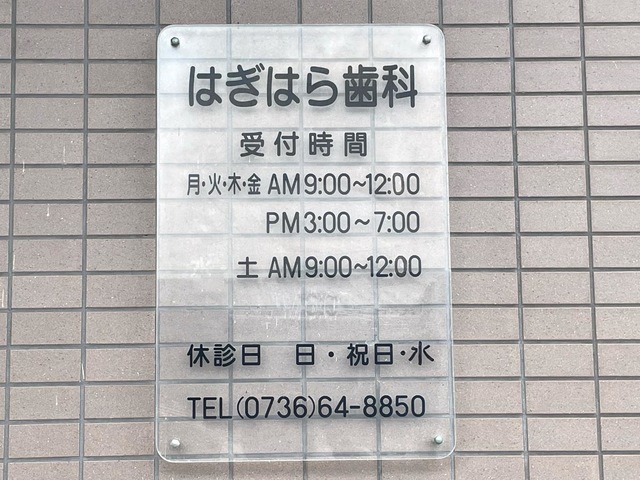 はぎはら歯科
受付時間
月・火・木・金 AM9:00~12:00
PM3:00~7:00
土 AM9:00~12:00
休診日 日・祝日・水
TEL(0736)64-8850